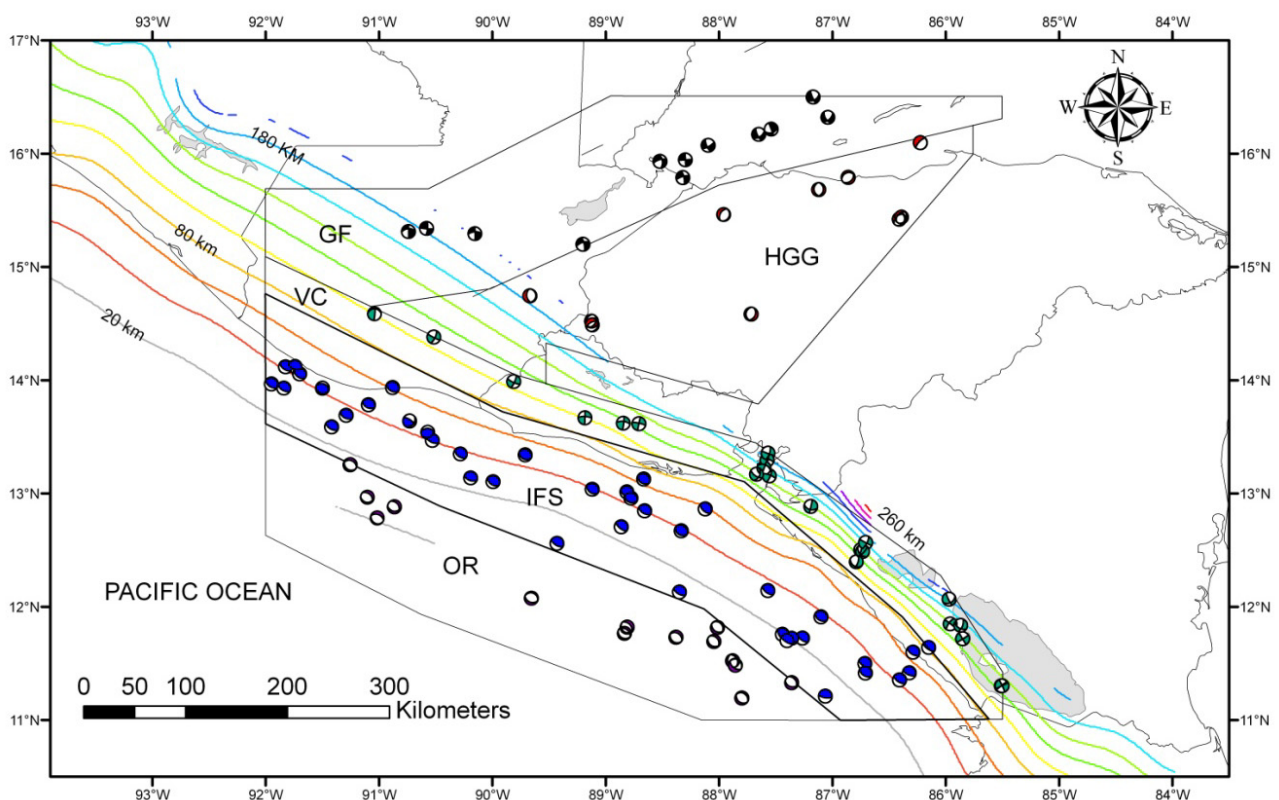 93°W 92°W 91°W 90°W 89°W 88°W 87°W 86°W 85°W 84°W
17°N
N
W E
S
180 KM
16°N 16°N
GF
80 km
HGG
15°N 15°N
VC
20 km
14°N 14°N
13°N 13°N
IFS
260 km
OR
PACIFIC OCEAN
12°N 12°N
0 50 100 200 300
Kilometers
11°N 11°N
93°W 92°W 91°W 90°W 89°W 88°W 87°W 86°W 85°W 84°W